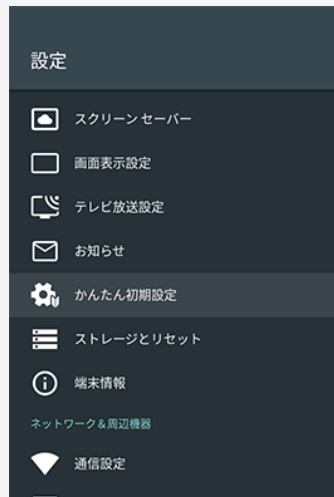 設定
スクリーン セーバー
画面表示設定
テレビ放送設定
お知らせ
かんたん初期設定
ストレージとリセット
端末情報
ネットワーク＆周辺機器
通信設定